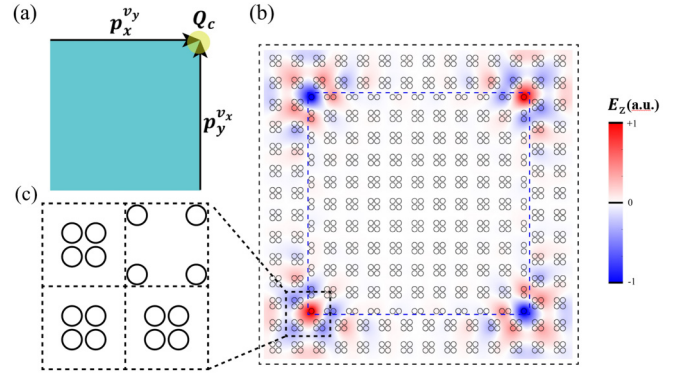 (a)
p_x^{v_y}
Q_c
p_y^{v_x}
(b)
E_z(a.u.)
+1
0
-1
(c)